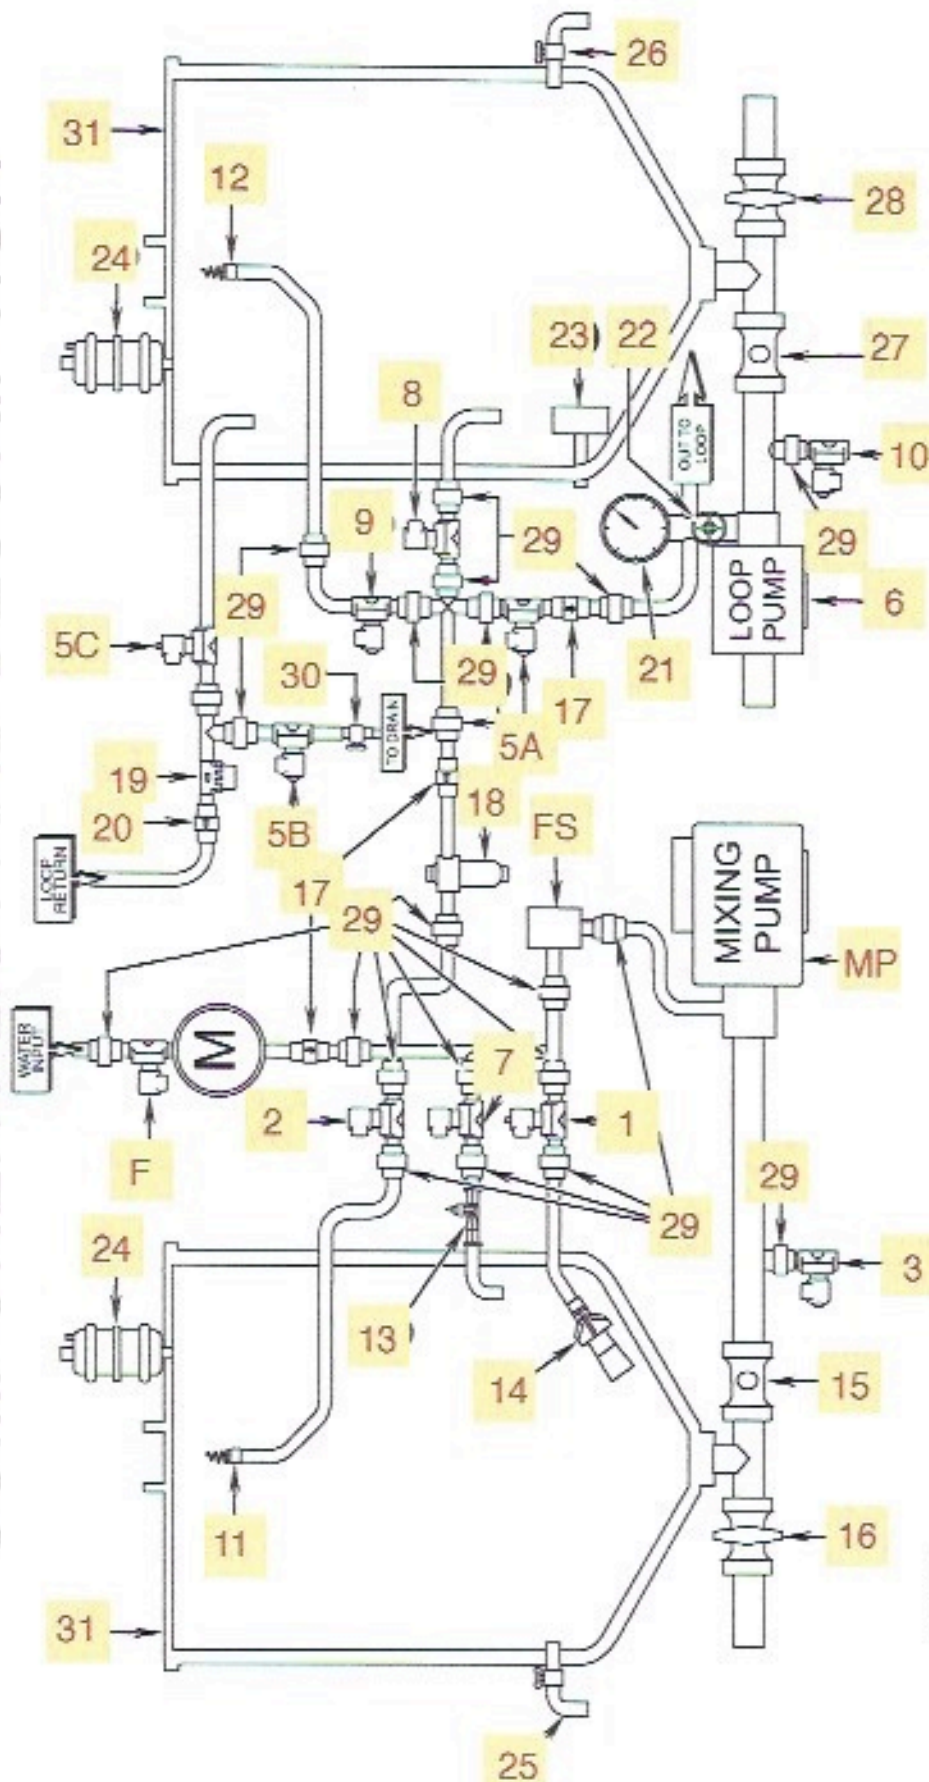 26
31
12
28
24
23
22
27
8
OUT TO
LOOP
10
9
29
29
29
LOOP
PUMP
6
5C
30
29
21
17
TO DRAIN
5A
19
18
20
5B
FS
LOOP
RETURN
17
29
MIXING
PUMP
MP
WATER
INPUT
M
7
2
1
F
29
29
24
3
13
14
15
11
16
31
25